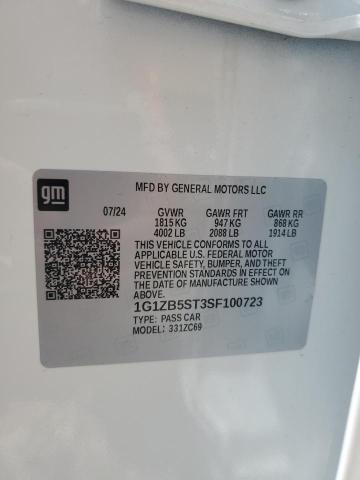 gm
MFD BY GENERAL MOTORS LLC
07/24 GVWR GAWR FRT GAWR RR
1815 KG 947 KG 868 KG
4002 LB 2088 LB 1914 LB
THIS VEHICLE CONFORMS TO ALL
APPLICABLE U.S. FEDERAL MOTOR
VEHICLE SAFETY, BUMPER, AND THEFT
PREVENTION STANDARDS IN EFFECT ON
THE DATE OF MANUFACTURE SHOWN
ABOVE.
1G1ZB5ST3SF100723
TYPE: PASS CAR
MODEL: 331ZC69